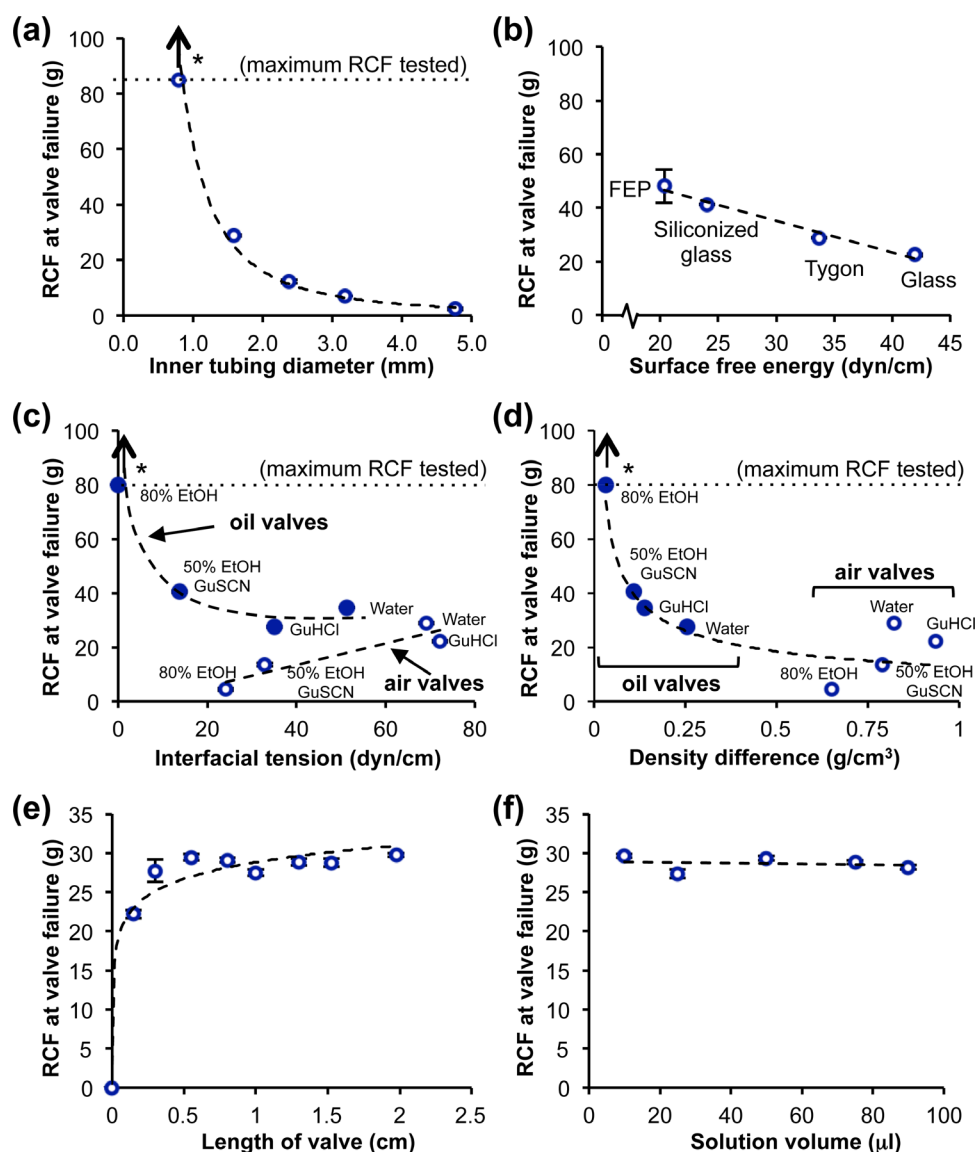 (a)
RCF at valve failure (g)
100
80
60
40
20
0
*
(maximum RCF tested)
0.0 1.0 2.0 3.0 4.0 5.0
Inner tubing diameter (mm)
(b)
RCF at valve failure (g)
100
80
60
40
20
0
FEP
Siliconized
glass
Tygon
Glass
0 20 25 30 35 40 45
Surface free energy (dyn/cm)
(c)
RCF at valve failure (g)
100
80
60
40
20
0
*
(maximum RCF tested)
80% EtOH
oil valves
50% EtOH
GuSCN
Water
GuHCl
Water
GuHCl
80% EtOH
50% EtOH
GuSCN
air valves
0 20 40 60 80
Interfacial tension (dyn/cm)
(d)
RCF at valve failure (g)
100
80
60
40
20
0
*
(maximum RCF tested)
80% EtOH
50% EtOH
GuSCN
air valves
Water
GuHCl
GuHCl
Water
oil valves
80% EtOH
50% EtOH
GuSCN
0 0.25 0.5 0.75 1
Density difference (g/cm³)
(e)
RCF at valve failure (g)
35
30
25
20
15
10
5
0
0 0.5 1 1.5 2 2.5
Length of valve (cm)
(f)
RCF at valve failure (g)
35
30
25
20
15
10
5
0
0 20 40 60 80 100
Solution volume (µl)